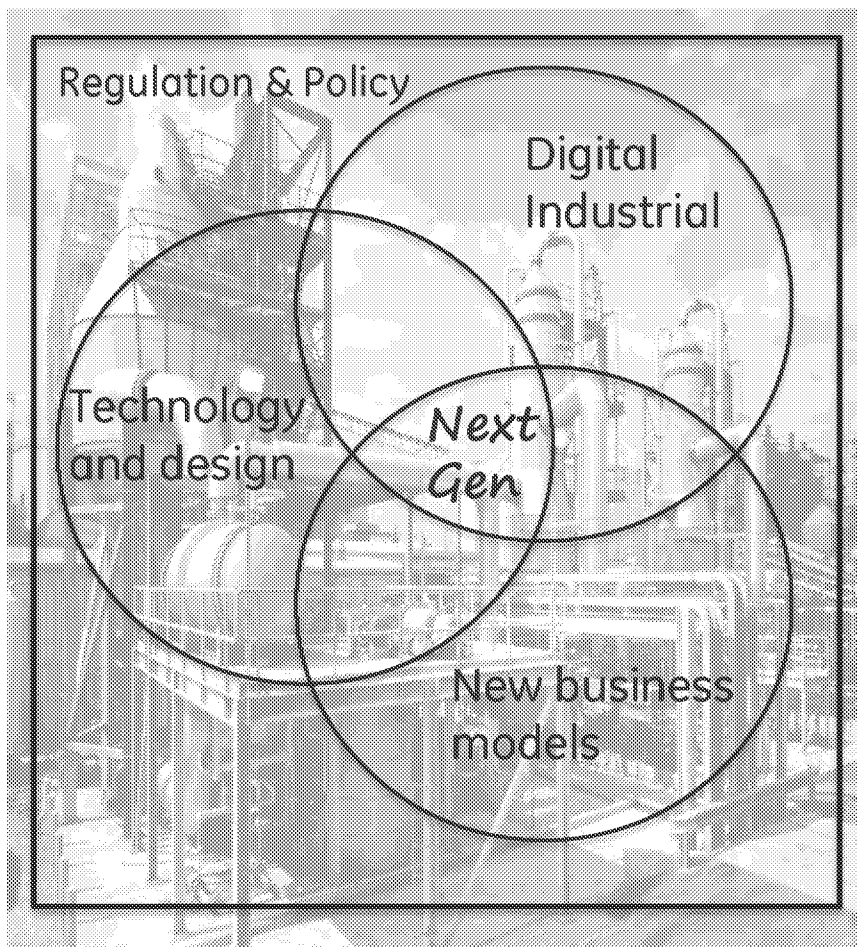 Regulation & Policy
Digital
Industrial
Technology
and design
Next
Gen
New business
models